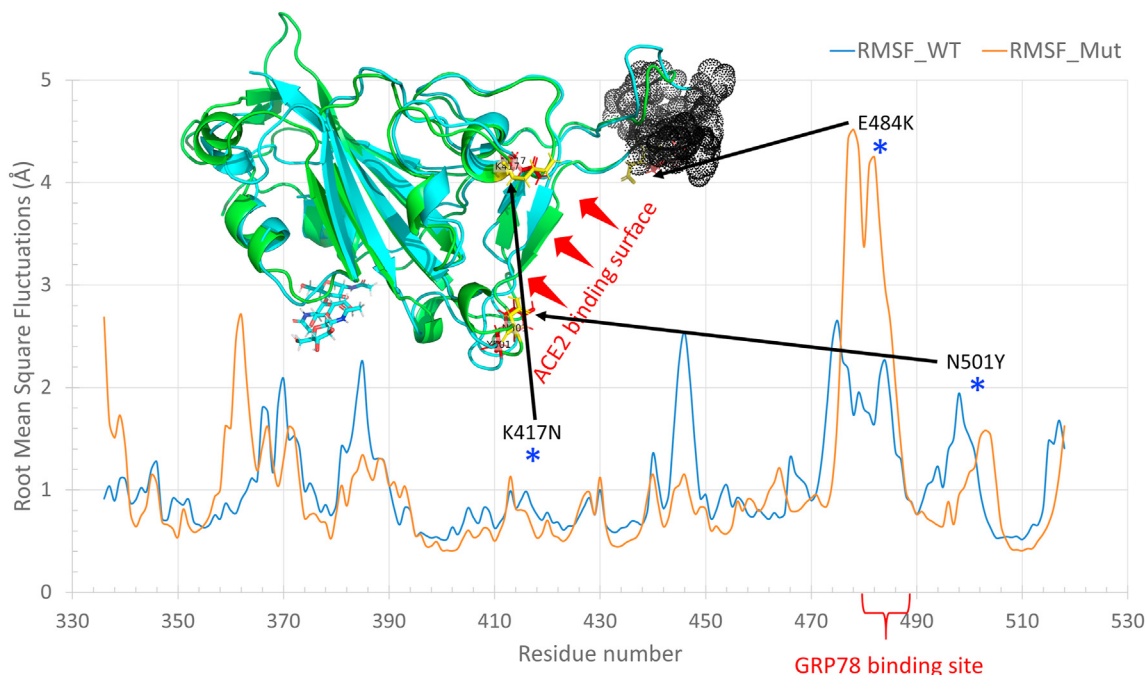 RMSF_WT RMSF_Mut
Root Mean Square Fluctuations (Å)
5
4
3
2
1
0
E484K
*
K417
ACE2 binding surface
N501Y
*
K417N
*
330 350 370 390 410 430 450 470 490 510 530
Residue number
GRP78 binding site